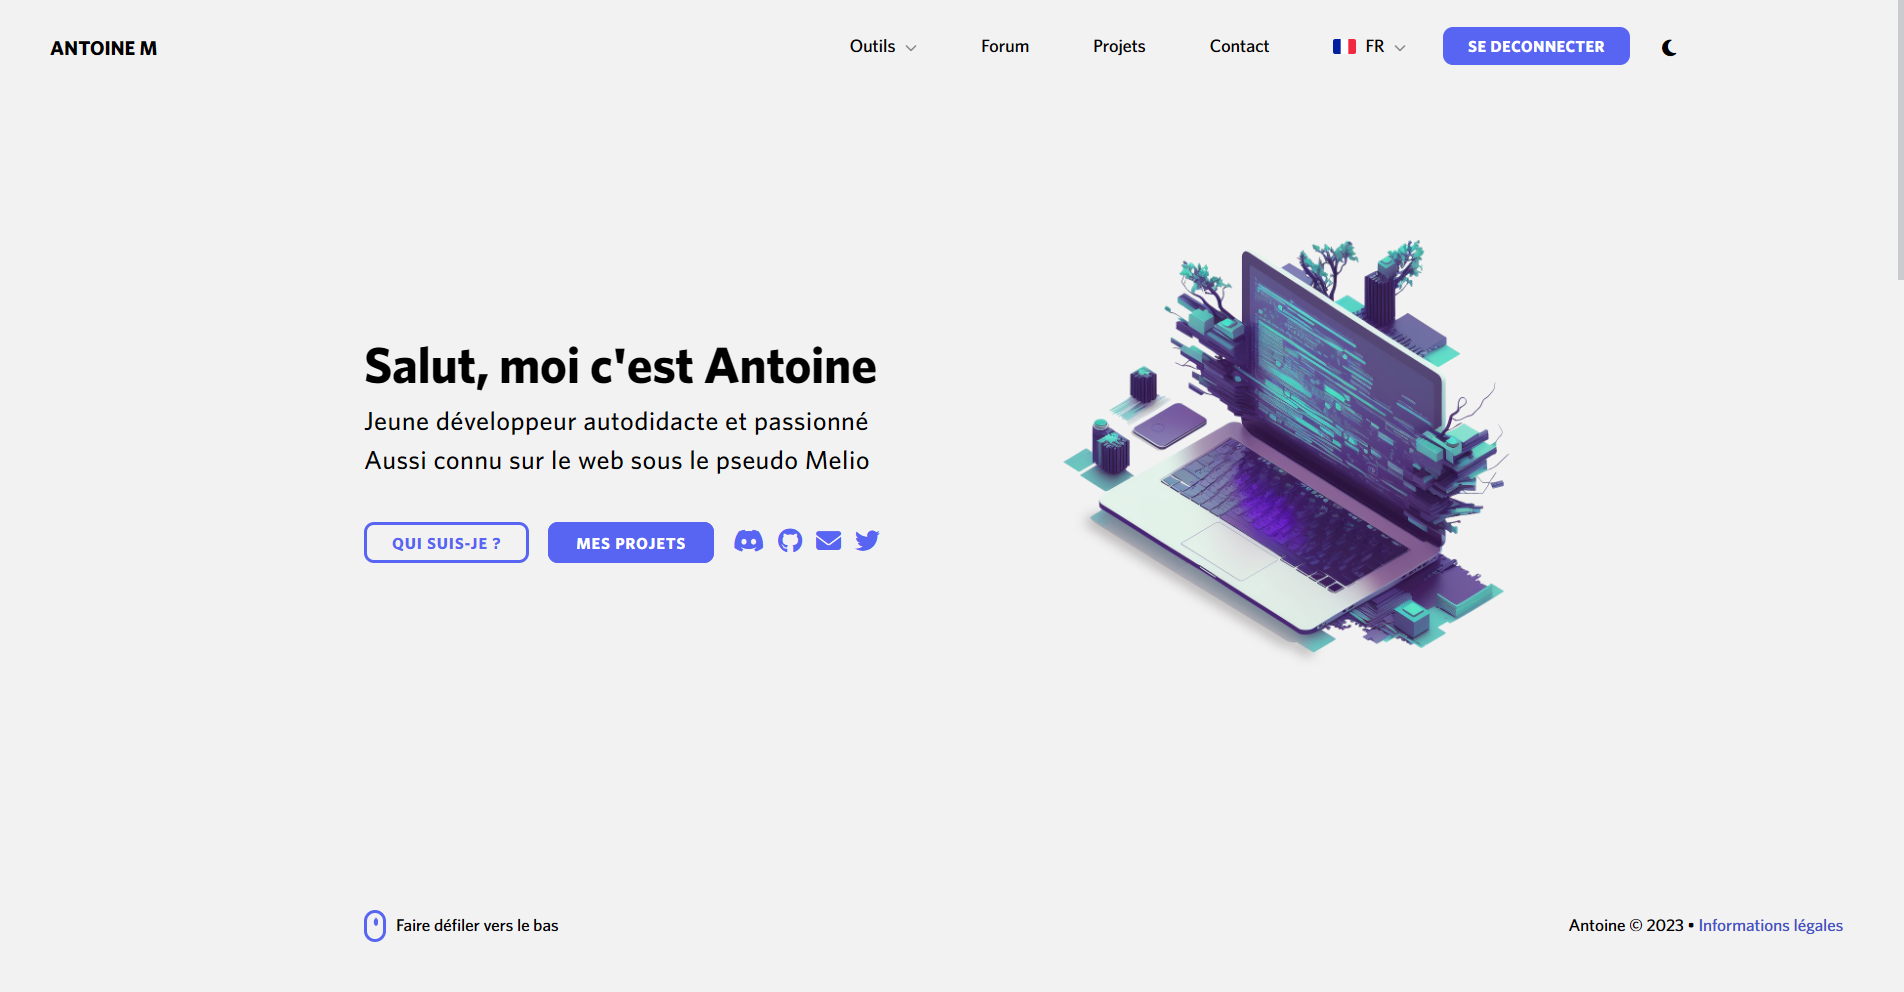 ANTOINE M
Outils
Forum
Projets
Contact
FR
SE DECONNECTER
Salut, moi c'est Antoine
Jeune développeur autodidacte et passionné
Aussi connu sur le web sous le pseudo Melio
QUI SUIS-JE ?
MES PROJETS
Faire défiler vers le bas
Antoine © 2023 • Informations légales